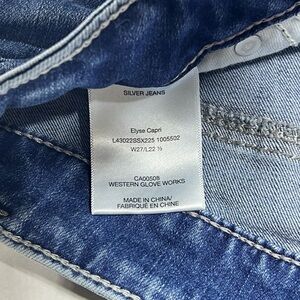 SILVER JEANS
Elyse Capri
L43022SSX225 1005502
W27/L22 ½
CA00508
WESTERN GLOVE WORKS
MADE IN CHINA/
FABRIQUÉ EN CHINE